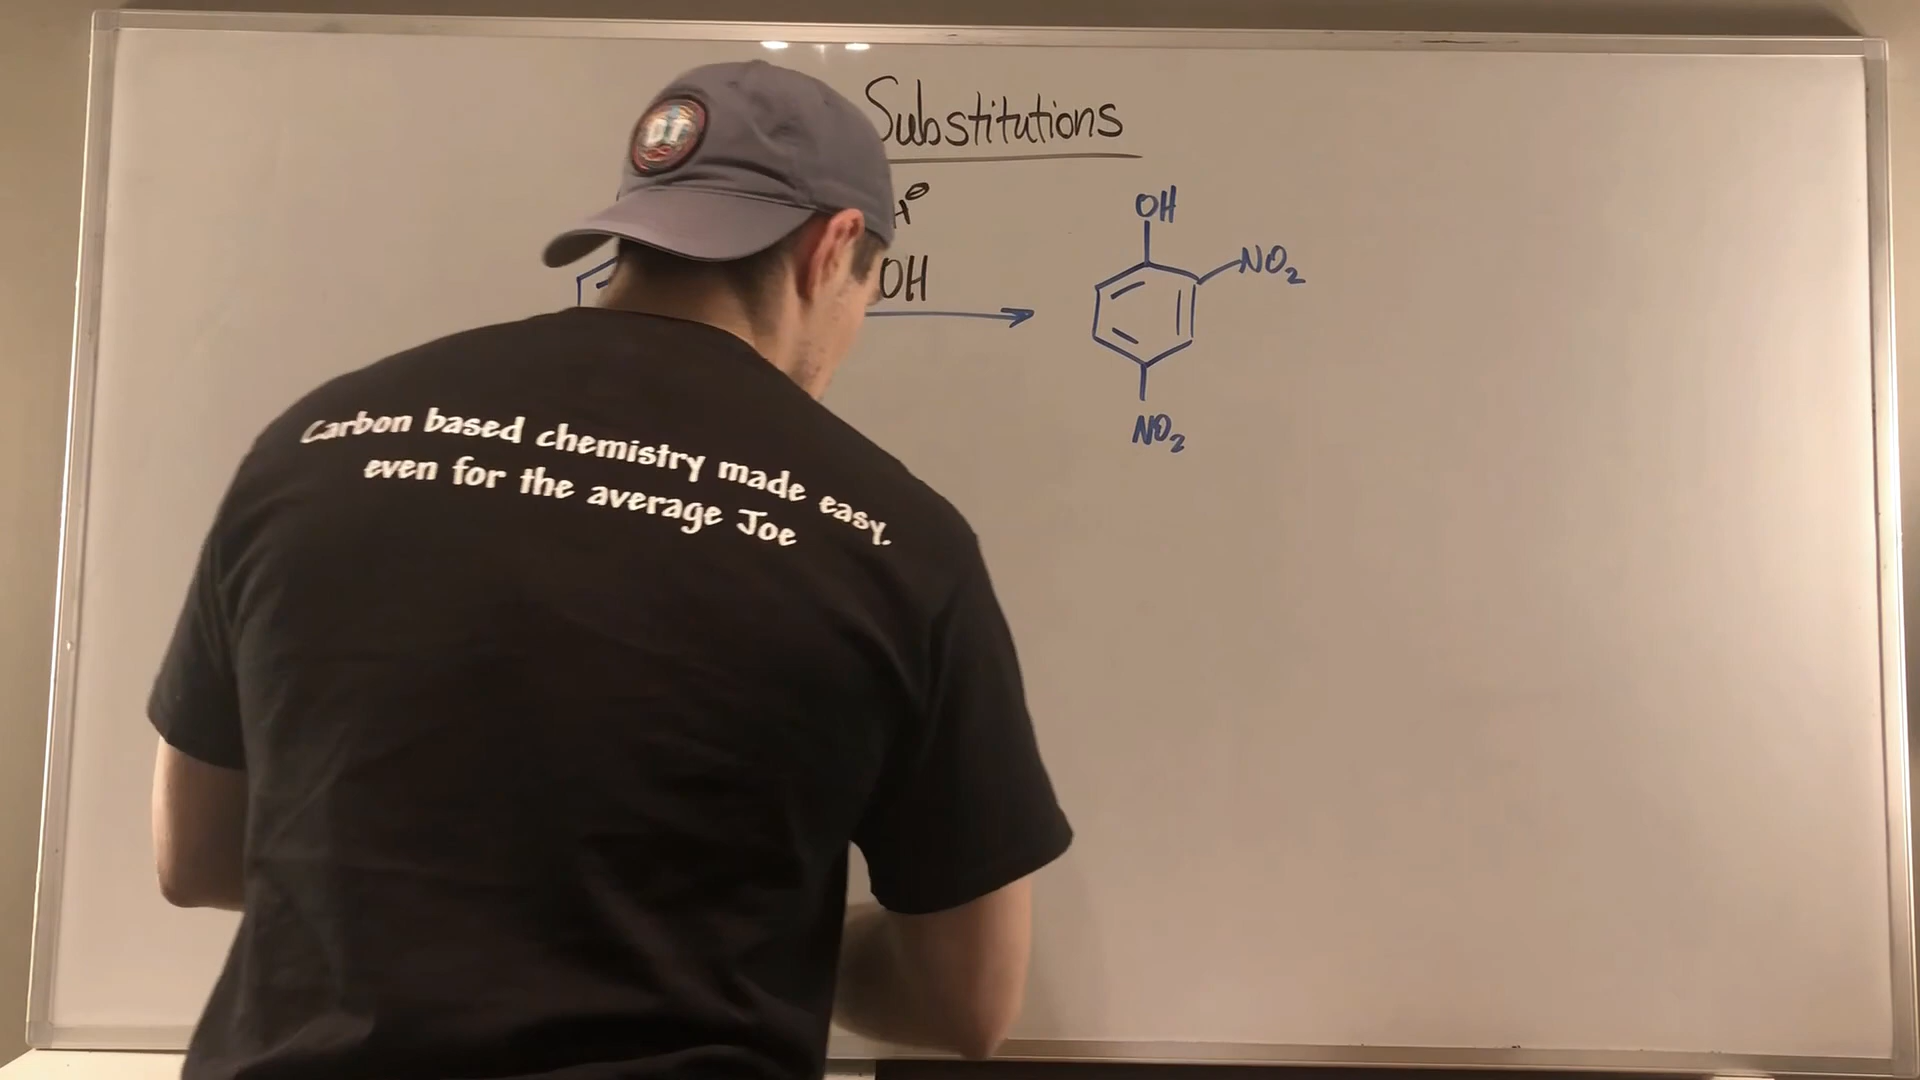 Substitutions
OH
OH
NO2
NO2
Carbon based chemistry made easy.
even for the average Joe